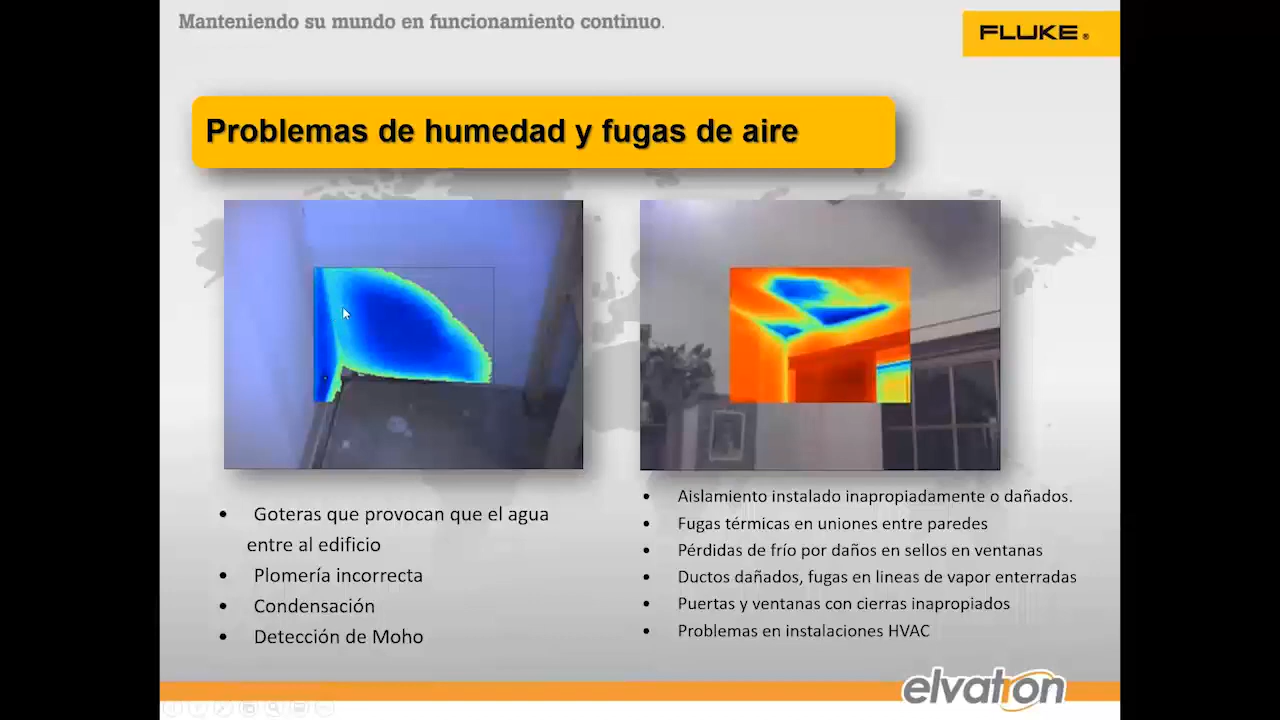 Manteniendo su mundo en funcionamiento continuo.
FLUKE®
Problemas de humedad y fugas de aire
• Goteras que provocan que el agua
entre al edificio
• Plomería incorrecta
• Condensación
• Detección de Moho
• Aislamiento instalado inapropiadamente o dañados.
• Fugas térmicas en uniones entre paredes
• Pérdidas de frío por daños en sellos en ventanas
• Ductos dañados, fugas en lineas de vapor enterradas
• Puertas y ventanas con cierras inapropiados
• Problemas en instalaciones HVAC
elvatron